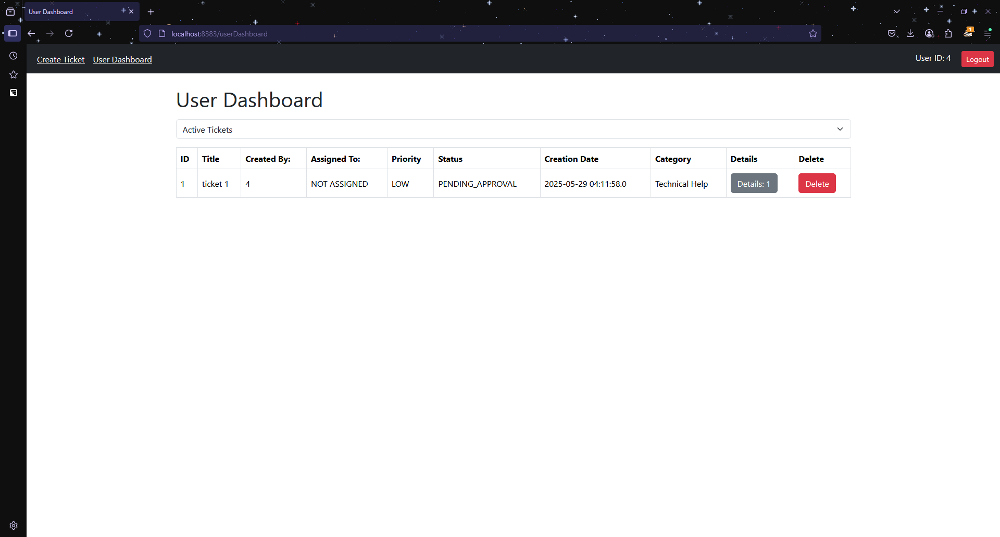 User Dashboard
localhost:8383/userDashboard
1
Create Ticket User Dashboard User ID: 4 Logout
User Dashboard
Active Tickets
ID Title Created By: Assigned To: Priority Status Creation Date Category Details Delete
1 ticket 1 4 NOT ASSIGNED LOW PENDING_APPROVAL 2025-05-29 04:11:58.0 Technical Help Details: 1 Delete